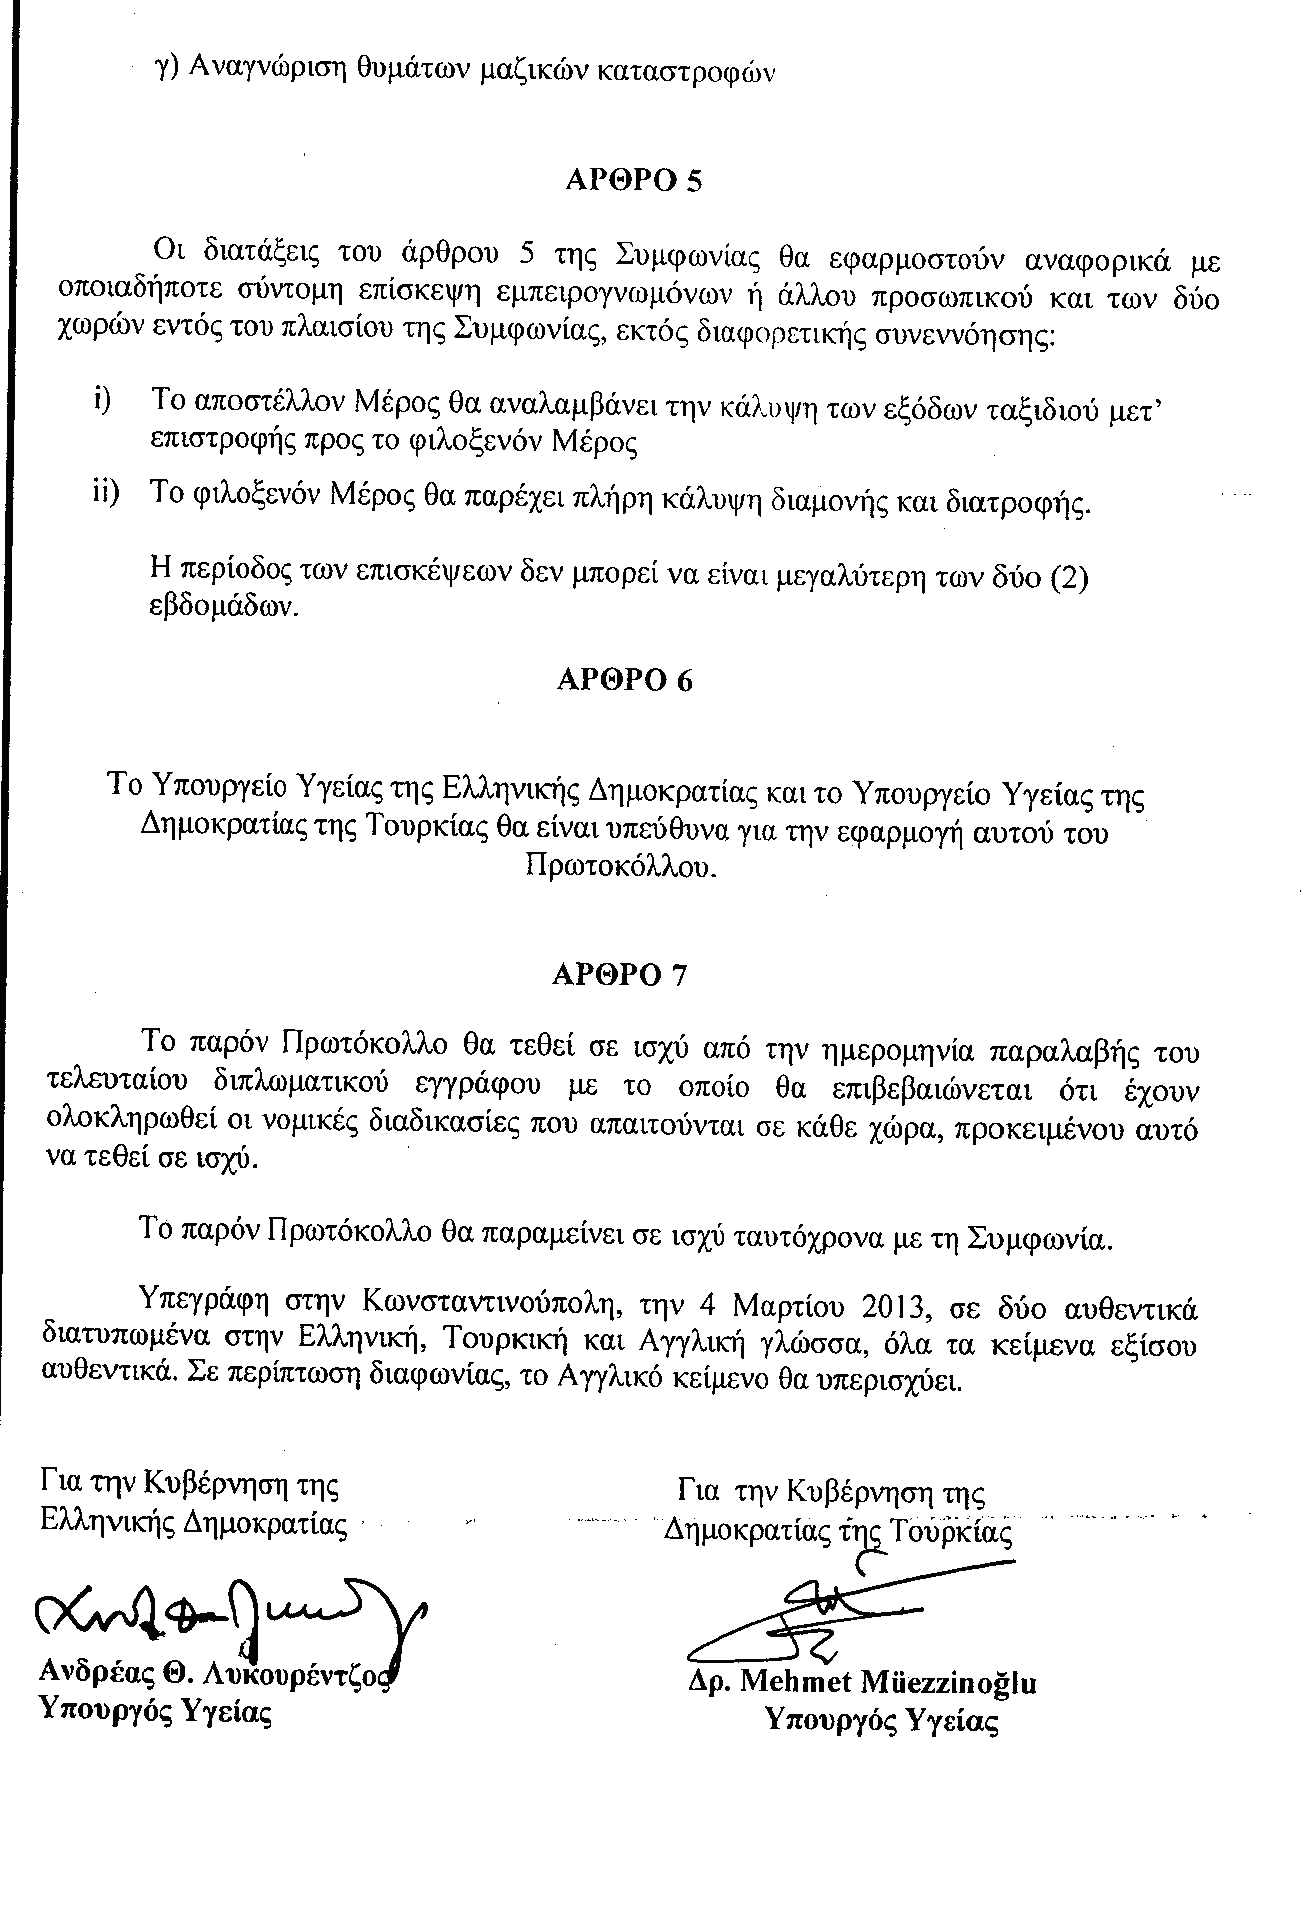 γ) Αναγνώριση θυμάτων μαζικών καταστροφών
ΑΡΘΡΟ 5
Οι διατάξεις του άρθρου 5 της Συμφωνίας θα εφαρμοστούν αναφορικά με
οποιαδήποτε σύντομη επίσκεψη εμπειρογνωμόνων ή άλλου προσωπικού και των δύο
χωρών εντός του πλαισίου της Συμφωνίας, εκτός διαφορετικής συνεννόησης:
i) Το αποστέλλον Μέρος θα αναλαμβάνει την κάλυψη των εξόδων ταξιδιού μετ’
επιστροφής προς το φιλοξενόν Μέρος
ii) Το φιλοξενόν Μέρος θα παρέχει πλήρη κάλυψη διαμονής και διατροφής.
Η περίοδος των επισκέψεων δεν μπορεί να είναι μεγαλύτερη των δύο (2)
εβδομάδων.
ΑΡΘΡΟ 6
Το Υπουργείο Υγείας της Ελληνικής Δημοκρατίας και το Υπουργείο Υγείας της
Δημοκρατίας της Τουρκίας θα είναι υπεύθυνα για την εφαρμογή αυτού του
Πρωτοκόλλου.
ΑΡΘΡΟ 7
Το παρόν Πρωτόκολλο θα τεθεί σε ισχύ από την ημερομηνία παραλαβής του
τελευταίου διπλωματικού εγγράφου με το οποίο θα επιβεβαιώνεται ότι έχουν
ολοκληρωθεί οι νομικές διαδικασίες που απαιτούνται σε κάθε χώρα, προκειμένου αυτό
να τεθεί σε ισχύ.
Το παρόν Πρωτόκολλο θα παραμείνει σε ισχύ ταυτόχρονα με τη Συμφωνία.
Υπεγράφη στην Κωνσταντινούπολη, την 4 Μαρτίου 2013, σε δύο αυθεντικά
διατυπωμένα στην Ελληνική, Τουρκική και Αγγλική γλώσσα, όλα τα κείμενα εξίσου
αυθεντικά. Σε περίπτωση διαφωνίας, το Αγγλικό κείμενο θα υπερισχύει.
Για την Κυβέρνηση της
Ελληνικής Δημοκρατίας
Ανδρέας Θ. Λυκουρέντζος
Υπουργός Υγείας
Για την Κυβέρνηση της
Δημοκρατίας της Τουρκίας
Δρ. Mehmet Müezzinoğlu
Υπουργός Υγείας